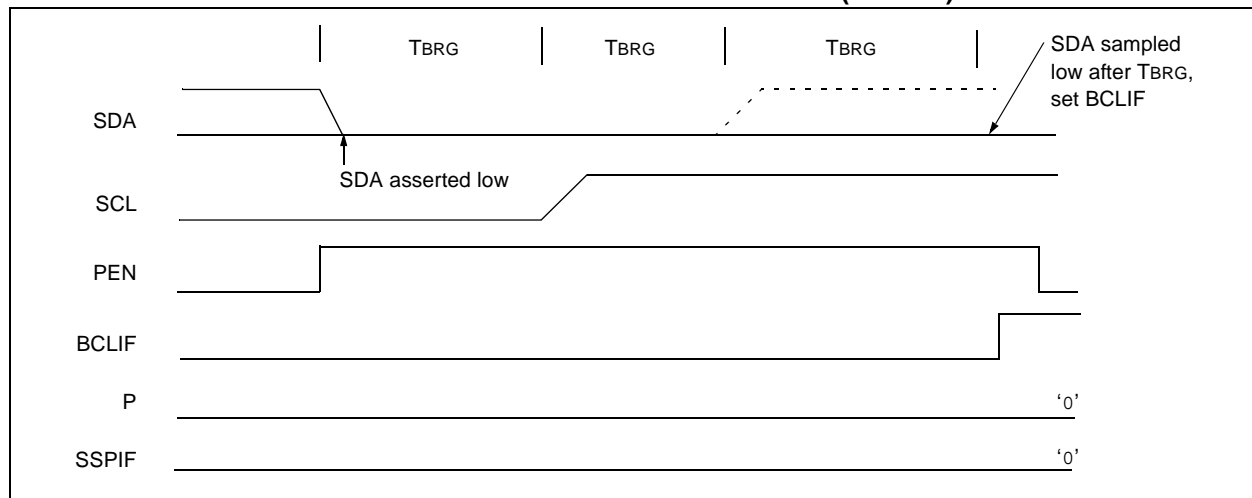 TBRG TBRG TBRG
SDA sampled
low after TBRG,
set BCLIF
SDA
SDA asserted low
SCL
PEN
BCLIF
P
‘0’
SSPIF
‘0’